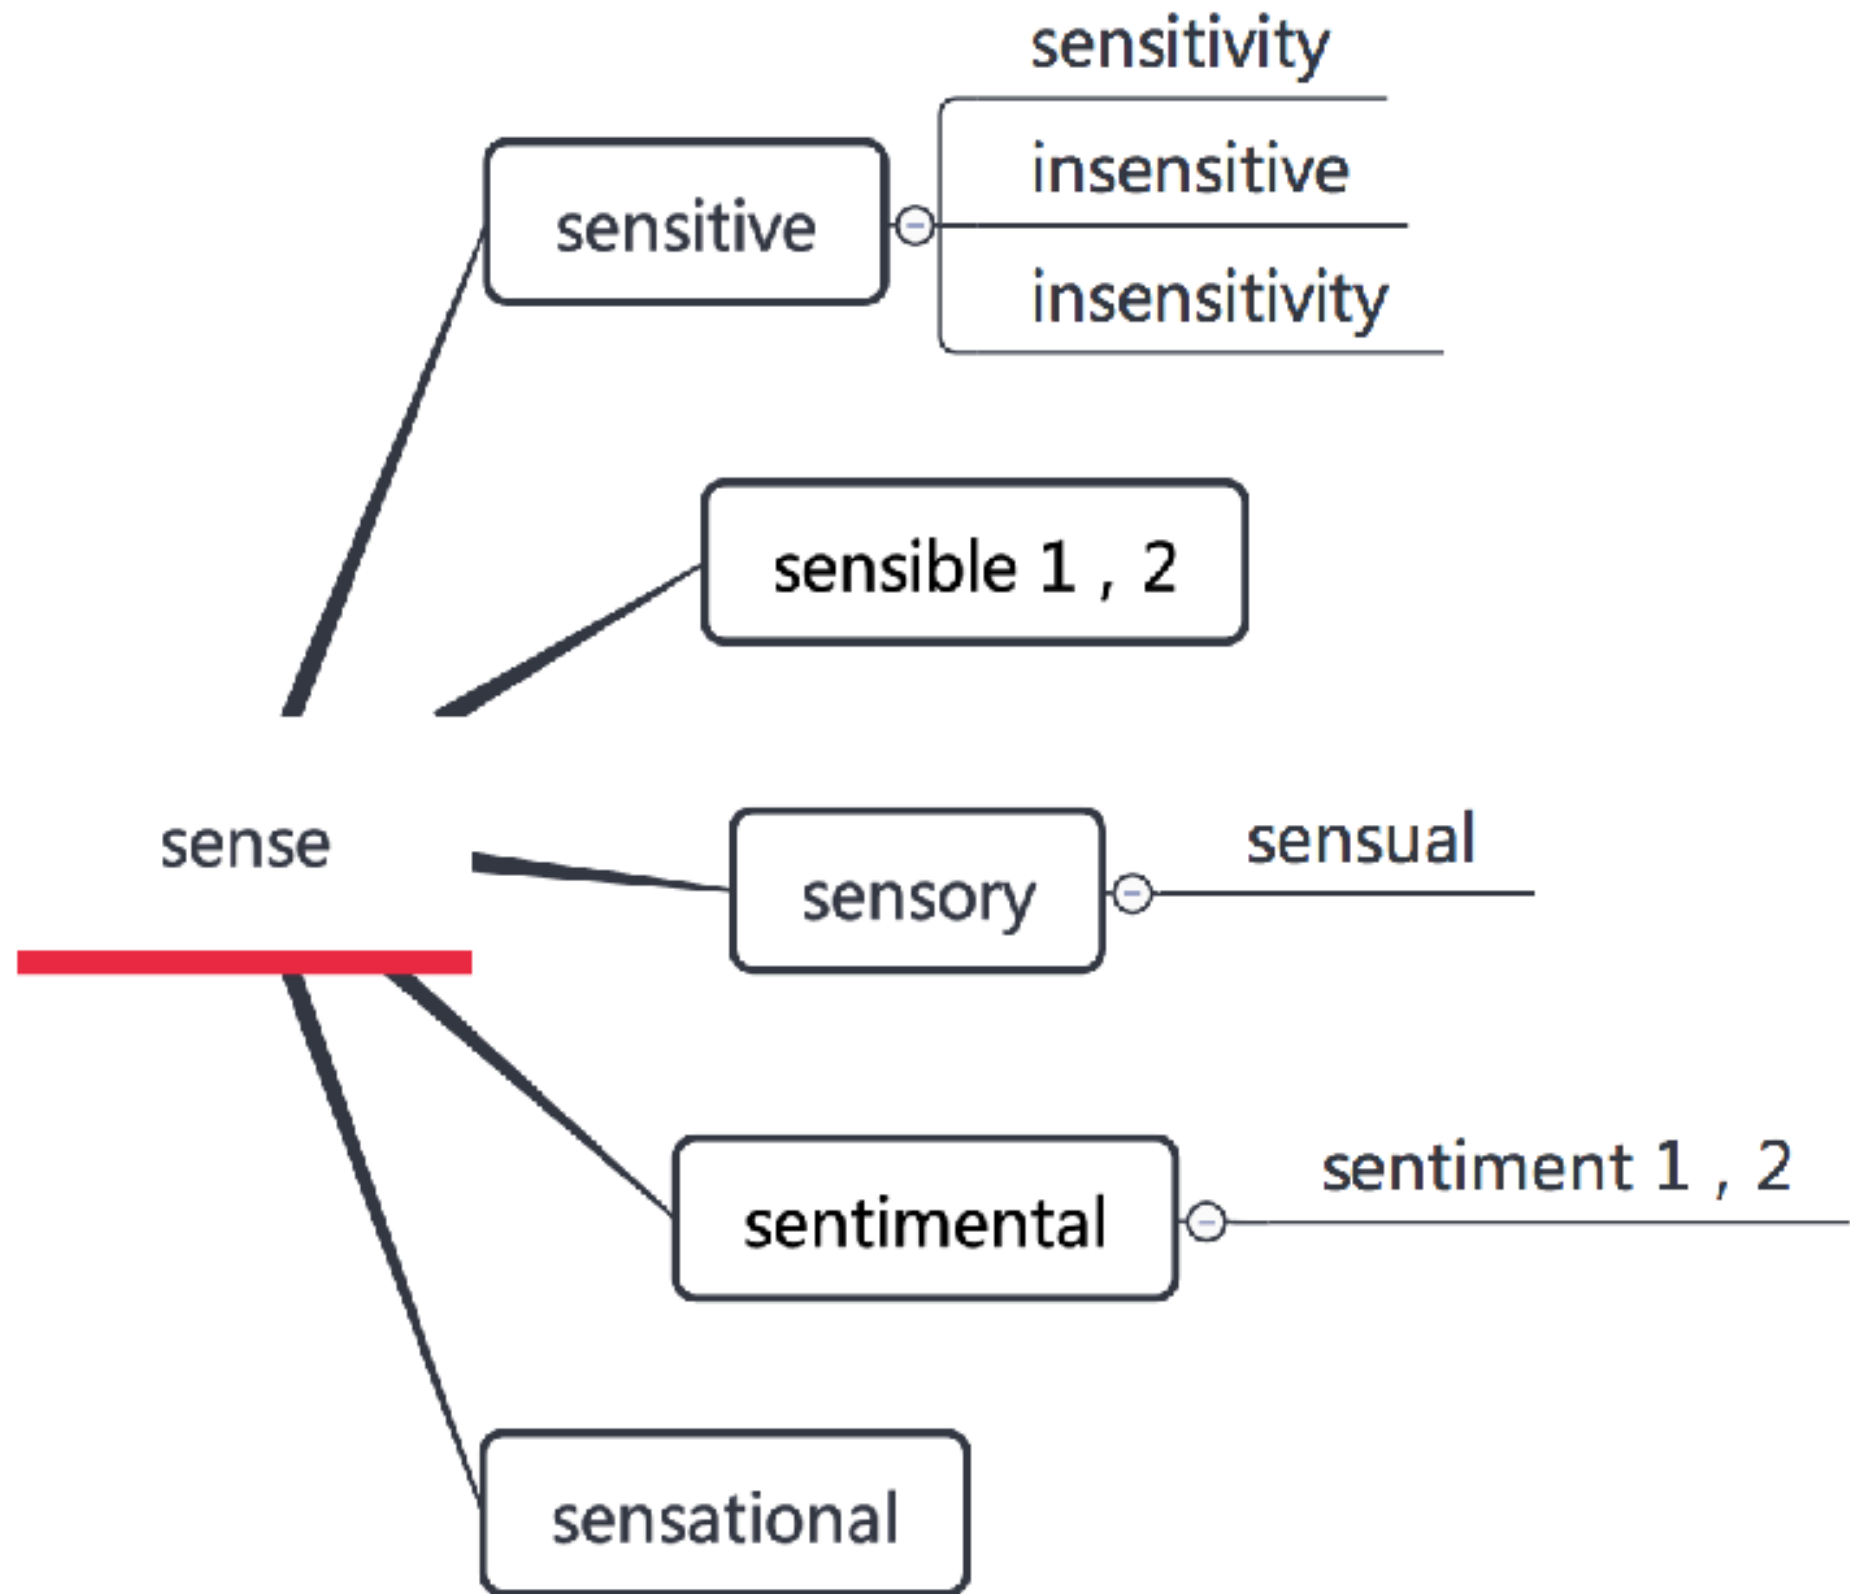 sensitivity
insensitive
sensitive
insensitivity
sensible 1 , 2
sense
sensual
sensory
sentiment 1 , 2
sentimental
sensational